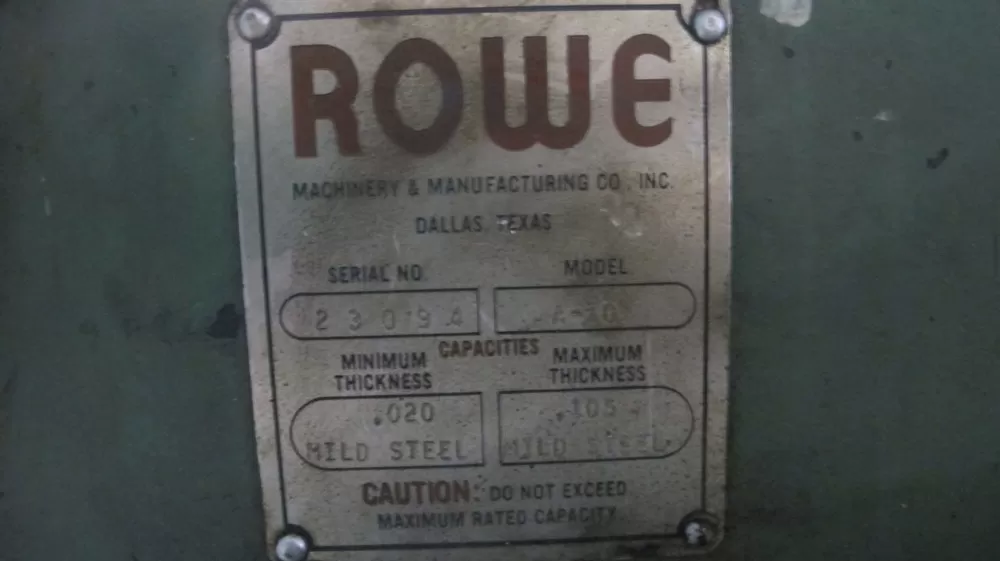 ROWE
MACHINERY & MANUFACTURING CO., INC.
DALLAS, TEXAS
SERIAL NO. MODEL
2 3 0 9 4
CAPACITIES
MINIMUM THICKNESS MAXIMUM THICKNESS
.020 .105
MILD STEEL MILD STEEL
CAUTION: DO NOT EXCEED
MAXIMUM RATED CAPACITY